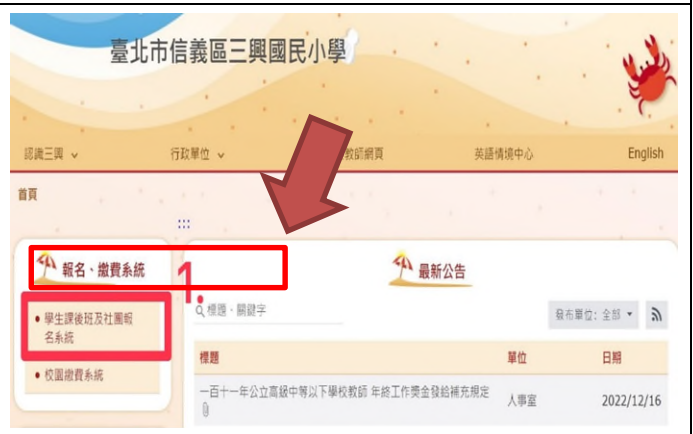 臺北市信義區三興國民小學
認識三興
行政單位
教師網頁
英語情境中心
English
首頁
報名、繳費系統
1.
最新公告
學生課後班及社團報
名系統
校園繳費系統
標題、關鍵字
發布單位: 全部
標題 單位 日期
一百十一年公立高級中等以下學校教師 年終工作獎金發給補充規定
人事室
2022/12/16